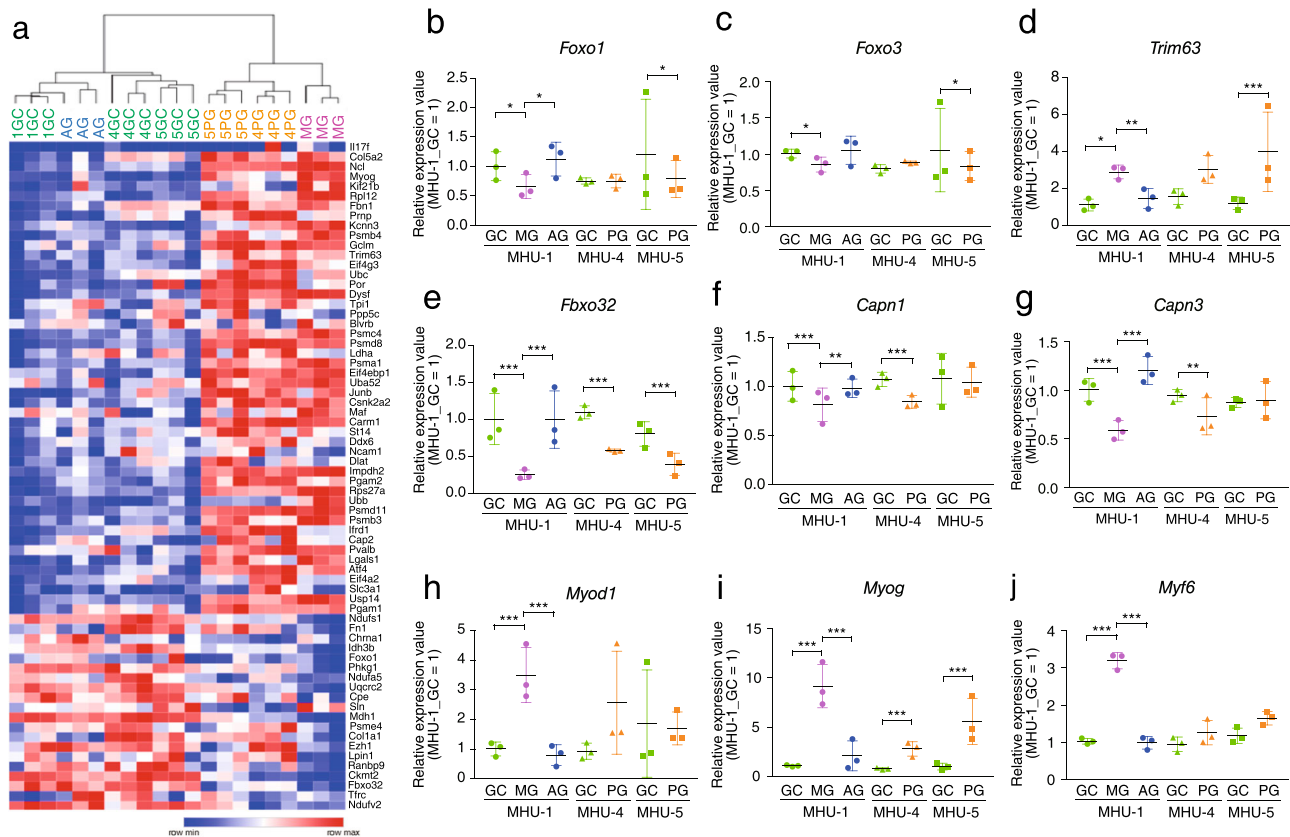 a
1GC 1GC 1GC AG AG AG 4GC 4GC 4GC 5GC 5GC 5GC 5PG 5PG 5PG 4PG 4PG 4PG MG MG MG
Il17f
Col5a2
Ncl
Myog
Kif21b
Rpl12
Fbn1
Prnp
Kcnn3
Psmb4
Gclm
Trim63
Eif4g3
Ubc
Por
Dysf
Tpi1
Ppp5c
Blvrb
Psmc4
Psmd8
Ldha
Psma1
Eif4ebp1
Uba52
Junb
Csnk2a2
Maf
Carm1
St14
Ddx6
Ncam1
Dlat
Impdh2
Pgam2
Rps27a
Ubb
Psmd11
Psmb3
Ifrd1
Cap2
Pvalb
Lgals1
Atf4
Eif4a2
Slc3a1
Usp14
Pgam1
Ndufs1
Fn1
Chrna1
Idh3b
Foxo1
Phkg1
Ndufa5
Uqcrc2
Cpe
Sln
Mdh1
Psme4
Col1a1
Ezh1
Lpin1
Ranbp9
Ckmt2
Fbxo32
Tfrc
Ndufv2
row min row max
b
Foxo1
Relative expression value
(MHU-1_GC = 1)
2.5
2.0
1.5
1.0
0.5
0.0
* * *
GC MG AG GC PG GC PG
MHU-1 MHU-4 MHU-5
c
Foxo3
Relative expression value
(MHU-1_GC = 1)
2.0
1.5
1.0
0.5
0.0
* *
GC MG AG GC PG GC PG
MHU-1 MHU-4 MHU-5
d
Trim63
Relative expression value
(MHU-1_GC = 1)
8
6
4
2
0
* ** ***
GC MG AG GC PG GC PG
MHU-1 MHU-4 MHU-5
e
Fbxo32
Relative expression value
(MHU-1_GC = 1)
2.0
1.5
1.0
0.5
0.0
*** *** *** ***
GC MG AG GC PG GC PG
MHU-1 MHU-4 MHU-5
f
Capn1
Relative expression value
(MHU-1_GC = 1)
1.5
1.0
0.5
0.0
*** ** ***
GC MG AG GC PG GC PG
MHU-1 MHU-4 MHU-5
g
Capn3
Relative expression value
(MHU-1_GC = 1)
1.5
1.0
0.5
0.0
*** *** **
GC MG AG GC PG GC PG
MHU-1 MHU-4 MHU-5
h
Myod1
Relative expression value
(MHU-1_GC = 1)
5
4
3
2
1
0
*** ***
GC MG AG GC PG GC PG
MHU-1 MHU-4 MHU-5
i
Myog
Relative expression value
(MHU-1_GC = 1)
15
10
5
0
*** *** *** ***
GC MG AG GC PG GC PG
MHU-1 MHU-4 MHU-5
j
Myf6
Relative expression value
(MHU-1_GC = 1)
4
3
2
1
0
*** ***
GC MG AG GC PG GC PG
MHU-1 MHU-4 MHU-5